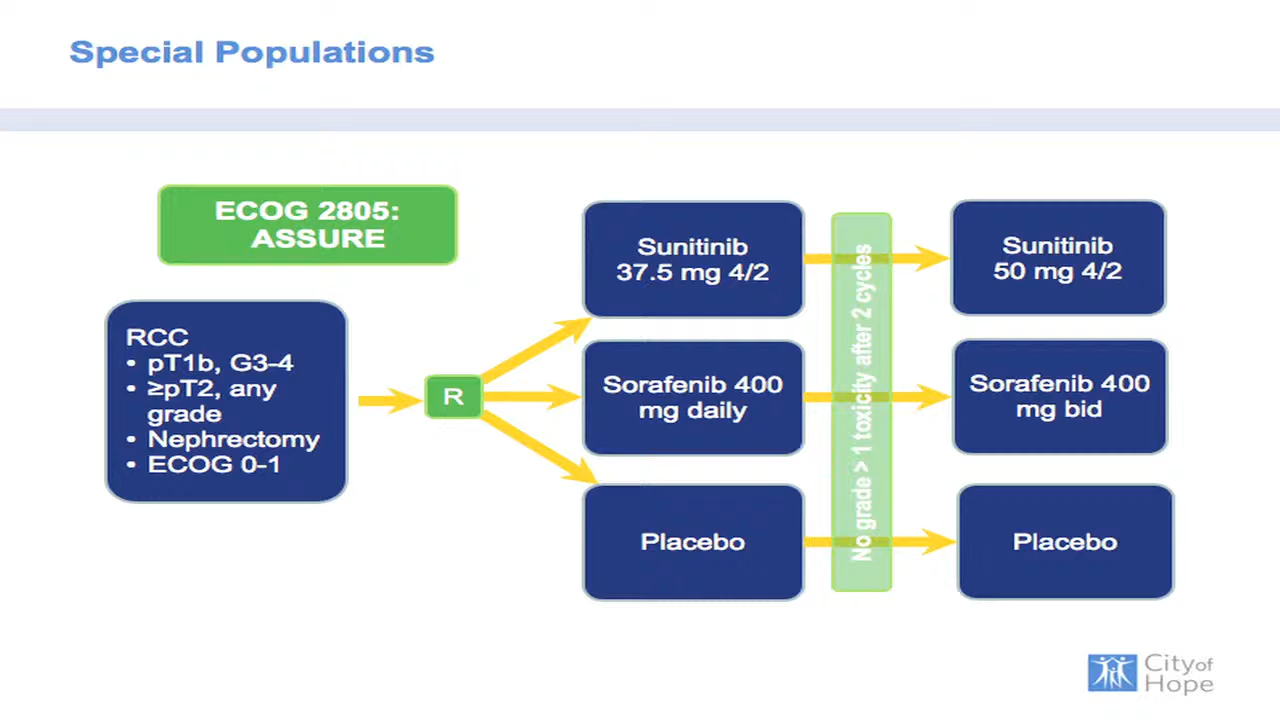 Special Populations
ECOG 2805:
ASSURE
RCC
• pT1b, G3-4
• ≥pT2, any
grade
• Nephrectomy
• ECOG 0-1
R
Sunitinib
37.5 mg 4/2
Sorafenib 400
mg daily
Placebo
No grade > 1 toxicity after 2 cycles
Sunitinib
50 mg 4/2
Sorafenib 400
mg bid
Placebo
City of
Hope